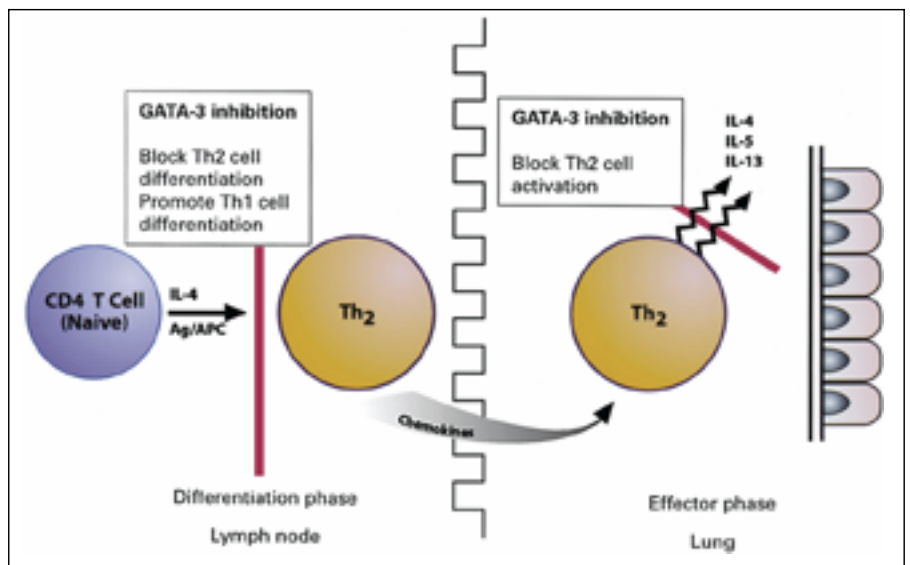 GATA-3 inhibition
Block Th2 cell
differentiation
Promote Th1 cell
differentiation
CD4 T Cell
(Naive)
IL-4
Ag/APC
Th2
Chemokines
Differentiation phase
Lymph node
GATA-3 inhibition
Block Th2 cell
activation
IL-4
IL-5
IL-13
Th2
Effector phase
Lung